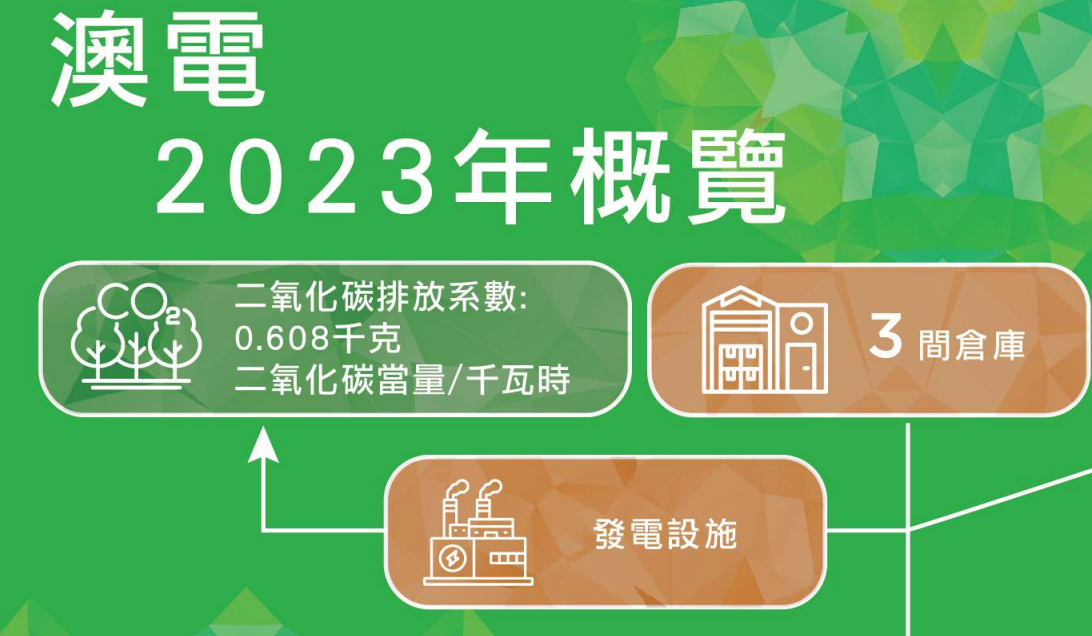 澳電
2023年概覽
CO₂
二氧化碳排放系數:
0.608千克
二氧化碳當量/千瓦時
3間倉庫
發電設施